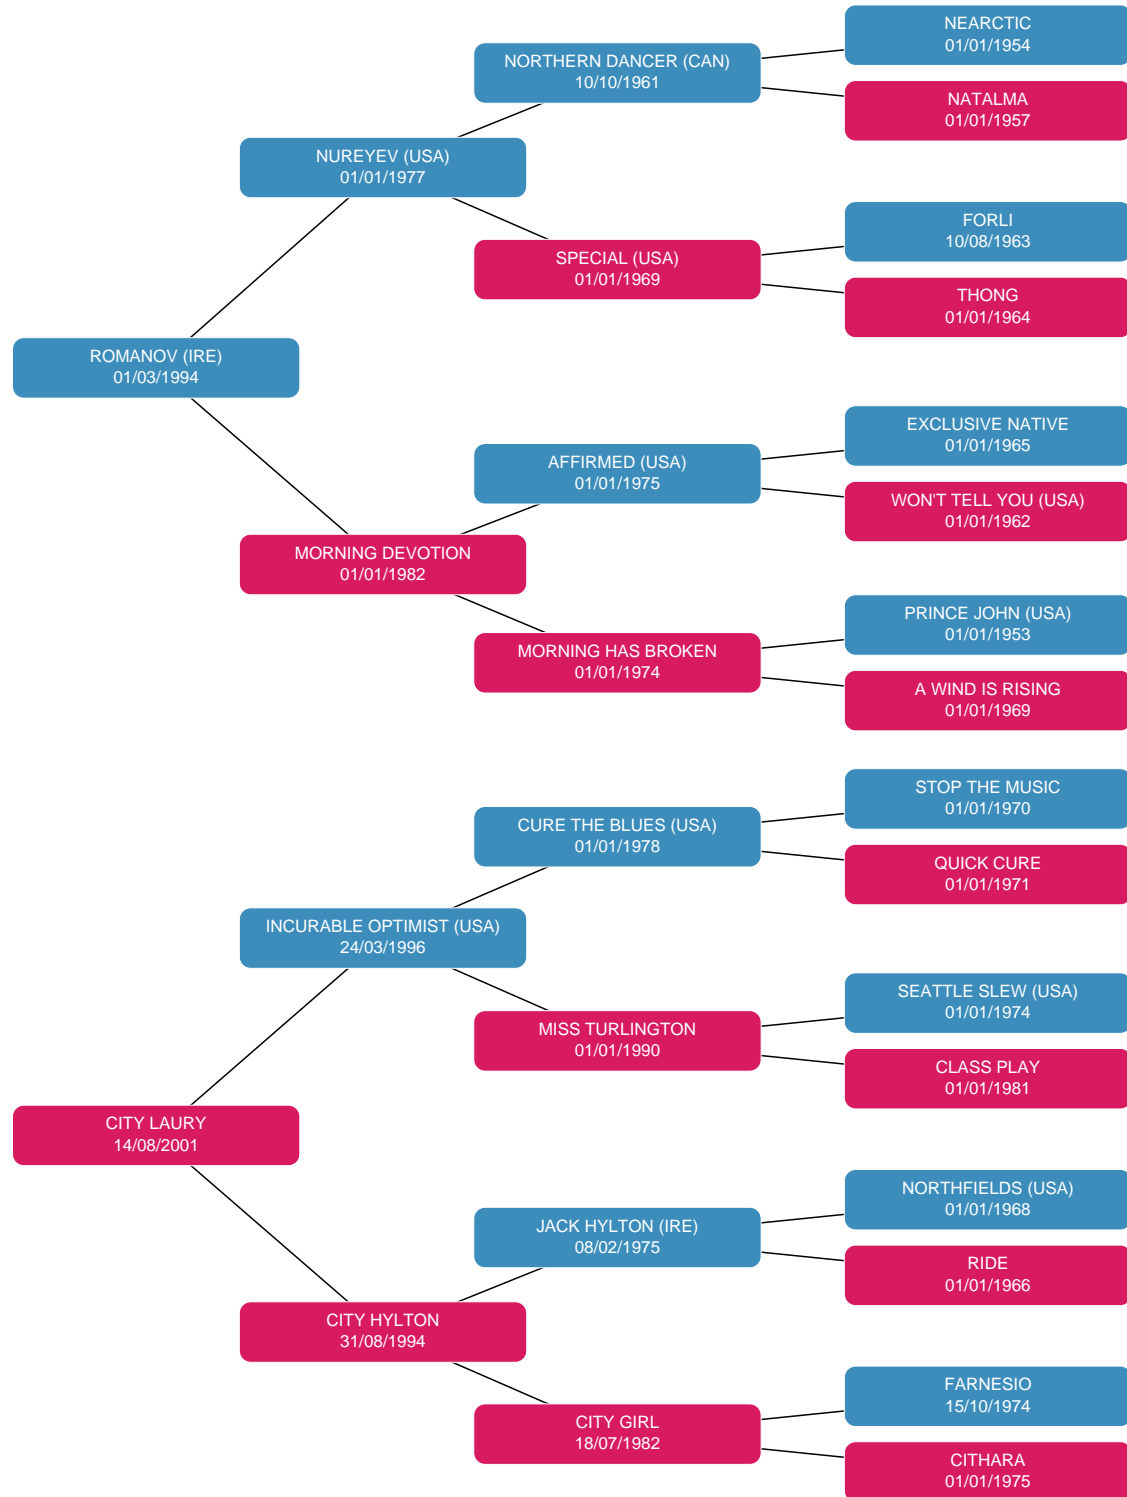 NEARCTIC
01/01/1954
NORTHERN DANCER (CAN)
10/10/1961
NATALMA
01/01/1957
NUREYEV (USA)
01/01/1977
FORLI
10/08/1963
SPECIAL (USA)
01/01/1969
THONG
01/01/1964
ROMANOV (IRE)
01/03/1994
EXCLUSIVE NATIVE
01/01/1965
AFFIRMED (USA)
01/01/1975
WON'T TELL YOU (USA)
01/01/1962
MORNING DEVOTION
01/01/1982
PRINCE JOHN (USA)
01/01/1953
MORNING HAS BROKEN
01/01/1974
A WIND IS RISING
01/01/1969
STOP THE MUSIC
01/01/1970
CURE THE BLUES (USA)
01/01/1978
QUICK CURE
01/01/1971
INCURABLE OPTIMIST (USA)
24/03/1996
SEATTLE SLEW (USA)
01/01/1974
MISS TURLINGTON
01/01/1990
CLASS PLAY
01/01/1981
CITY LAURY
14/08/2001
NORTHFIELDS (USA)
01/01/1968
JACK HYLTON (IRE)
08/02/1975
RIDE
01/01/1966
CITY HYLTON
31/08/1994
FARNESIO
15/10/1974
CITY GIRL
18/07/1982
CITHARA
01/01/1975